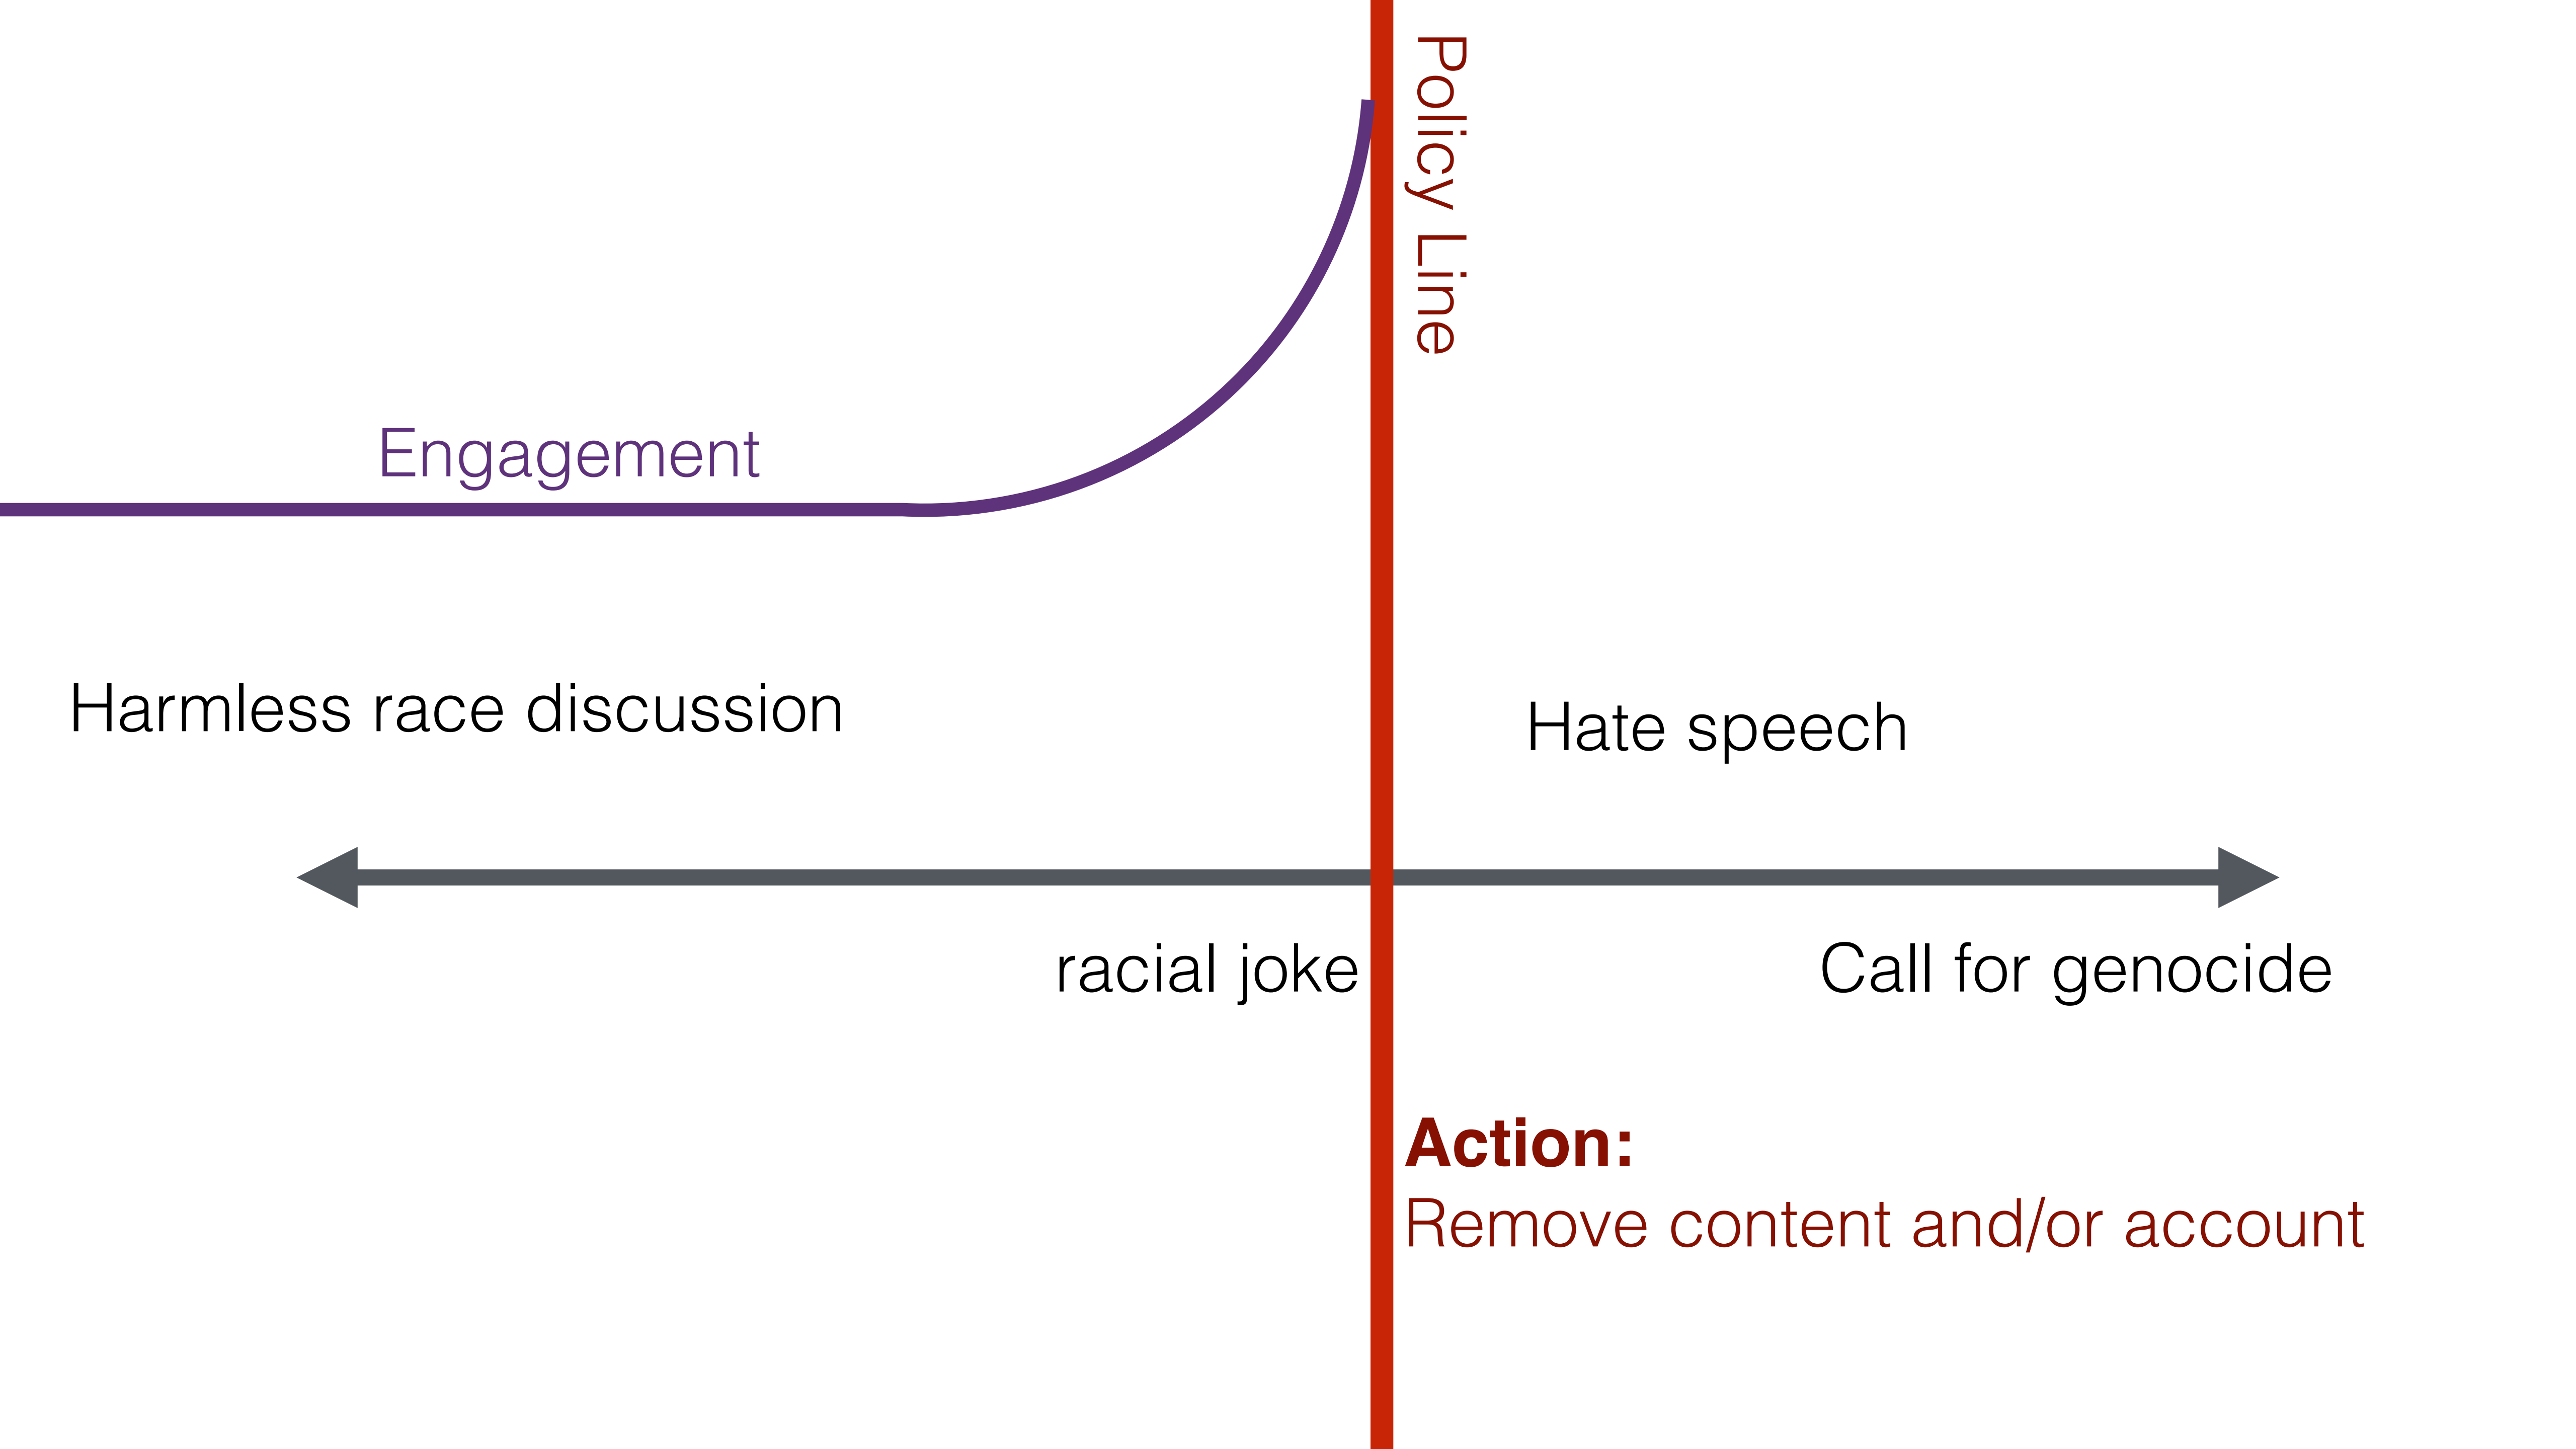 Policy Line
Engagement
Harmless race discussion
Hate speech
racial joke
Call for genocide
Action:
Remove content and/or account